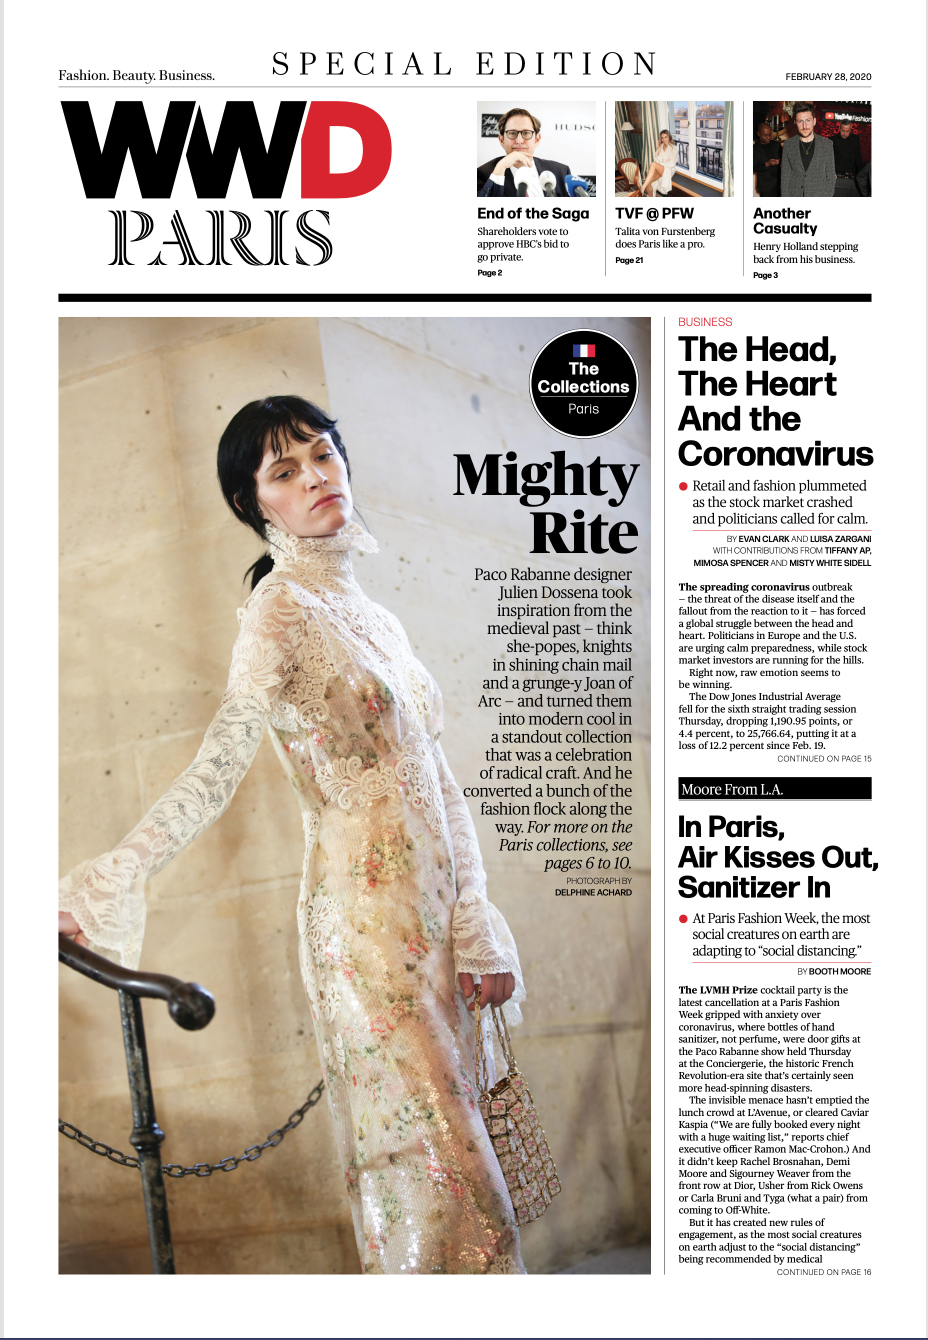 SPECIAL EDITION
Fashion. Beauty. Business.
FEBRUARY 28, 2020
WWD
PARIS
End of the Saga
Shareholders vote to
approve HBC's bid to
go private.
Page 2
TVF @ PFW
Talita von Furstenberg
does Paris like a pro.
Page 21
YouTube Fashion
Another
Casualty
Henry Holland stepping
back from his business.
Page 3
The
Collections
Paris
Mighty
Rite
Paco Rabanne designer
Julien Dossena took
inspiration from the
medieval past — think
she-popes, knights
in shining chain mail
and a grunge-y Joan of
Arc — and turned them
into modern cool in
a standout collection
that was a celebration
of radical craft. And he
converted a bunch of the
fashion flock along the
way. For more on the
Paris collections, see
pages 6 to 10.
PHOTOGRAPH BY
DELPHINE ACHARD
BUSINESS
The Head,
The Heart
And the
Coronavirus
● Retail and fashion plummeted
as the stock market crashed
and politicians called for calm.
BY EVAN CLARK AND LUISA ZARGANI
WITH CONTRIBUTIONS FROM TIFFANY AP,
MIMOSA SPENCER AND MISTY WHITE SIDELL
The spreading coronavirus outbreak
— the threat of the disease itself and the
fallout from the reaction to it — has forced
a global struggle between the head and
heart. Politicians in Europe and the U.S.
are urging calm preparedness, while stock
market investors are running for the hills.
Right now, raw emotion seems to
be winning.
The Dow Jones Industrial Average
fell for the sixth straight trading session
Thursday, dropping 1,190.95 points, or
4.4 percent, to 25,766.64, putting it at a
loss of 12.2 percent since Feb. 19.
CONTINUED ON PAGE 15
Moore From L.A.
In Paris,
Air Kisses Out,
Sanitizer In
● At Paris Fashion Week, the most
social creatures on earth are
adapting to “social distancing.”
BY BOOTH MOORE
The LVMH Prize cocktail party is the
latest cancellation at a Paris Fashion
Week gripped with anxiety over
coronavirus, where bottles of hand
sanitizer, not perfume, were door gifts at
the Paco Rabanne show held Thursday
at the Conciergerie, the historic French
Revolution-era site that's certainly seen
more head-spinning disasters.
The invisible menace hasn't emptied the
lunch crowd at L'Avenue, or cleared Caviar
Kaspia (“We are fully booked every night
with a huge waiting list,” reports chief
executive officer Ramon Mac-Crohon.) And
it didn't keep Rachel Brosnahan, Demi
Moore and Sigourney Weaver from the
front row at Dior, Usher from Rick Owens
or Carla Bruni and Tyga (what a pair) from
coming to Off-White.
But it has created new rules of
engagement, as the most social creatures
on earth adjust to the “social distancing”
being recommended by medical
CONTINUED ON PAGE 16